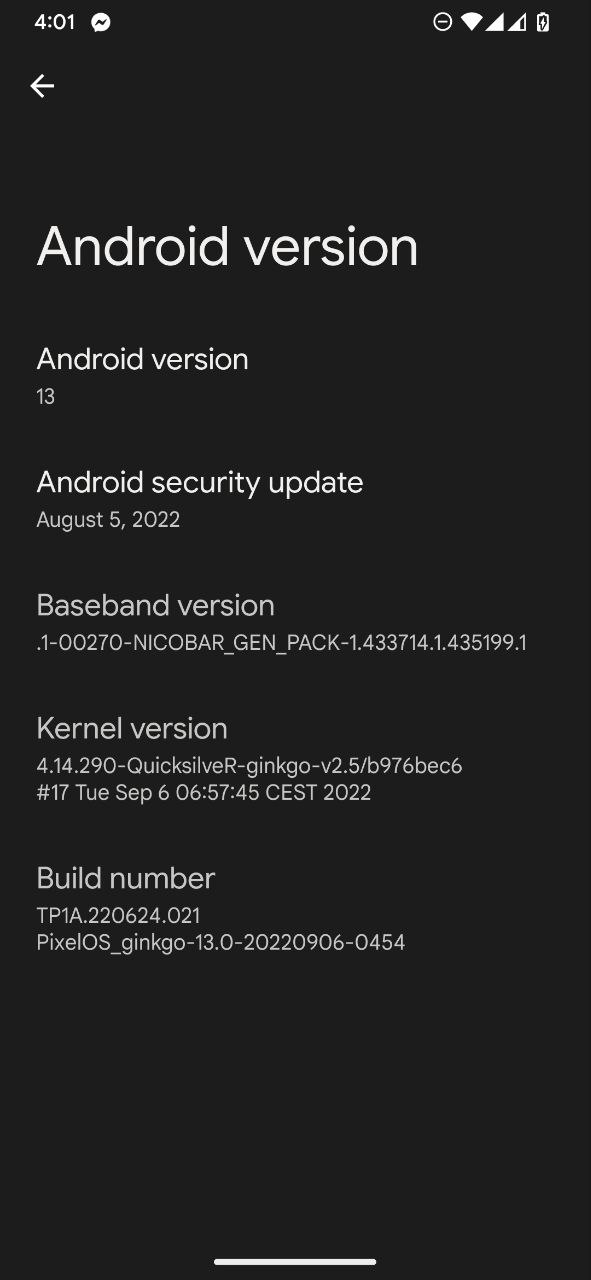 4:01
Android version
Android version
13
Android security update
August 5, 2022
Baseband version
.1-00270-NICOBAR_GEN_PACK-1.433714.1.435199.1
Kernel version
4.14.290-QuicksilveR-ginkgo-v2.5/b976bec6
#17 Tue Sep 6 06:57:45 CEST 2022
Build number
TP1A.220624.021
PixelOS_ginkgo-13.0-20220906-0454